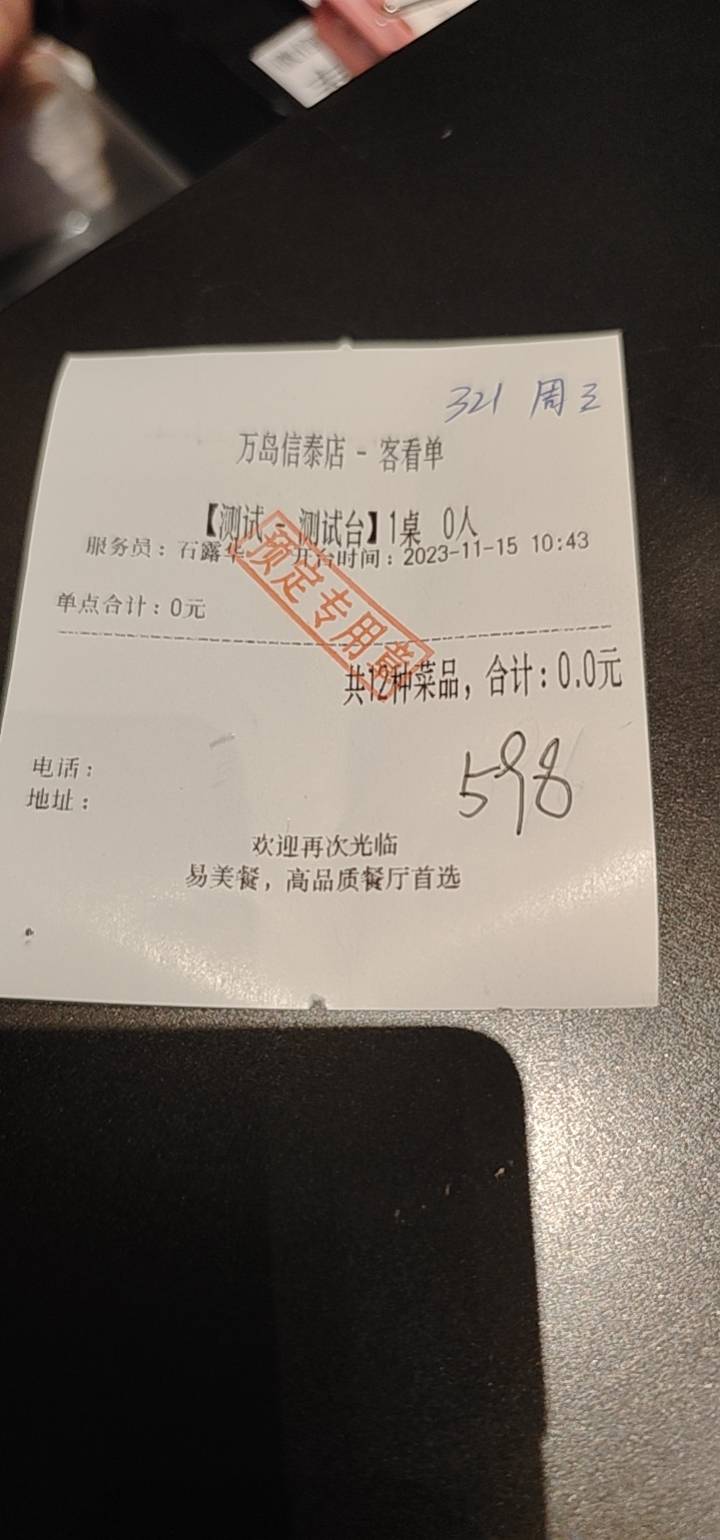 321 周三
万岛信泰店 - 客看单
【测试 - 测试台】1桌 0人
服务员：石露华 开台时间：2023-11-15 10:43
预定专用章
单点合计：0元
共12种菜品，合计：0.0元
598
电话：
地址：
欢迎再次光临
易美餐，高品质餐厅首选